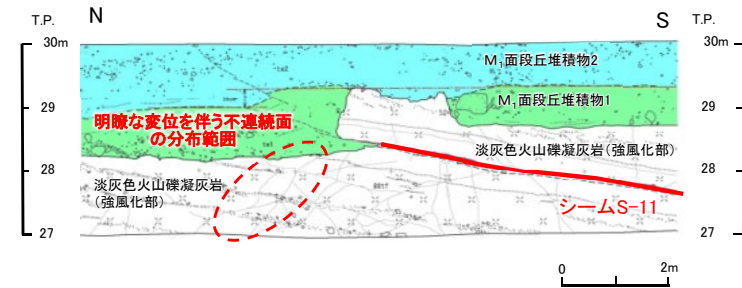 N
S
T.P.
T.P.
30m
30m
M₁面段丘堆積物2
M₁面段丘堆積物1
29
29
明瞭な変位を伴う不連続面
の分布範囲
淡灰色火山礫凝灰岩(強風化部)
28
28
淡灰色火山礫凝灰岩
(強風化部)
シームS-11
27
27
0
2m